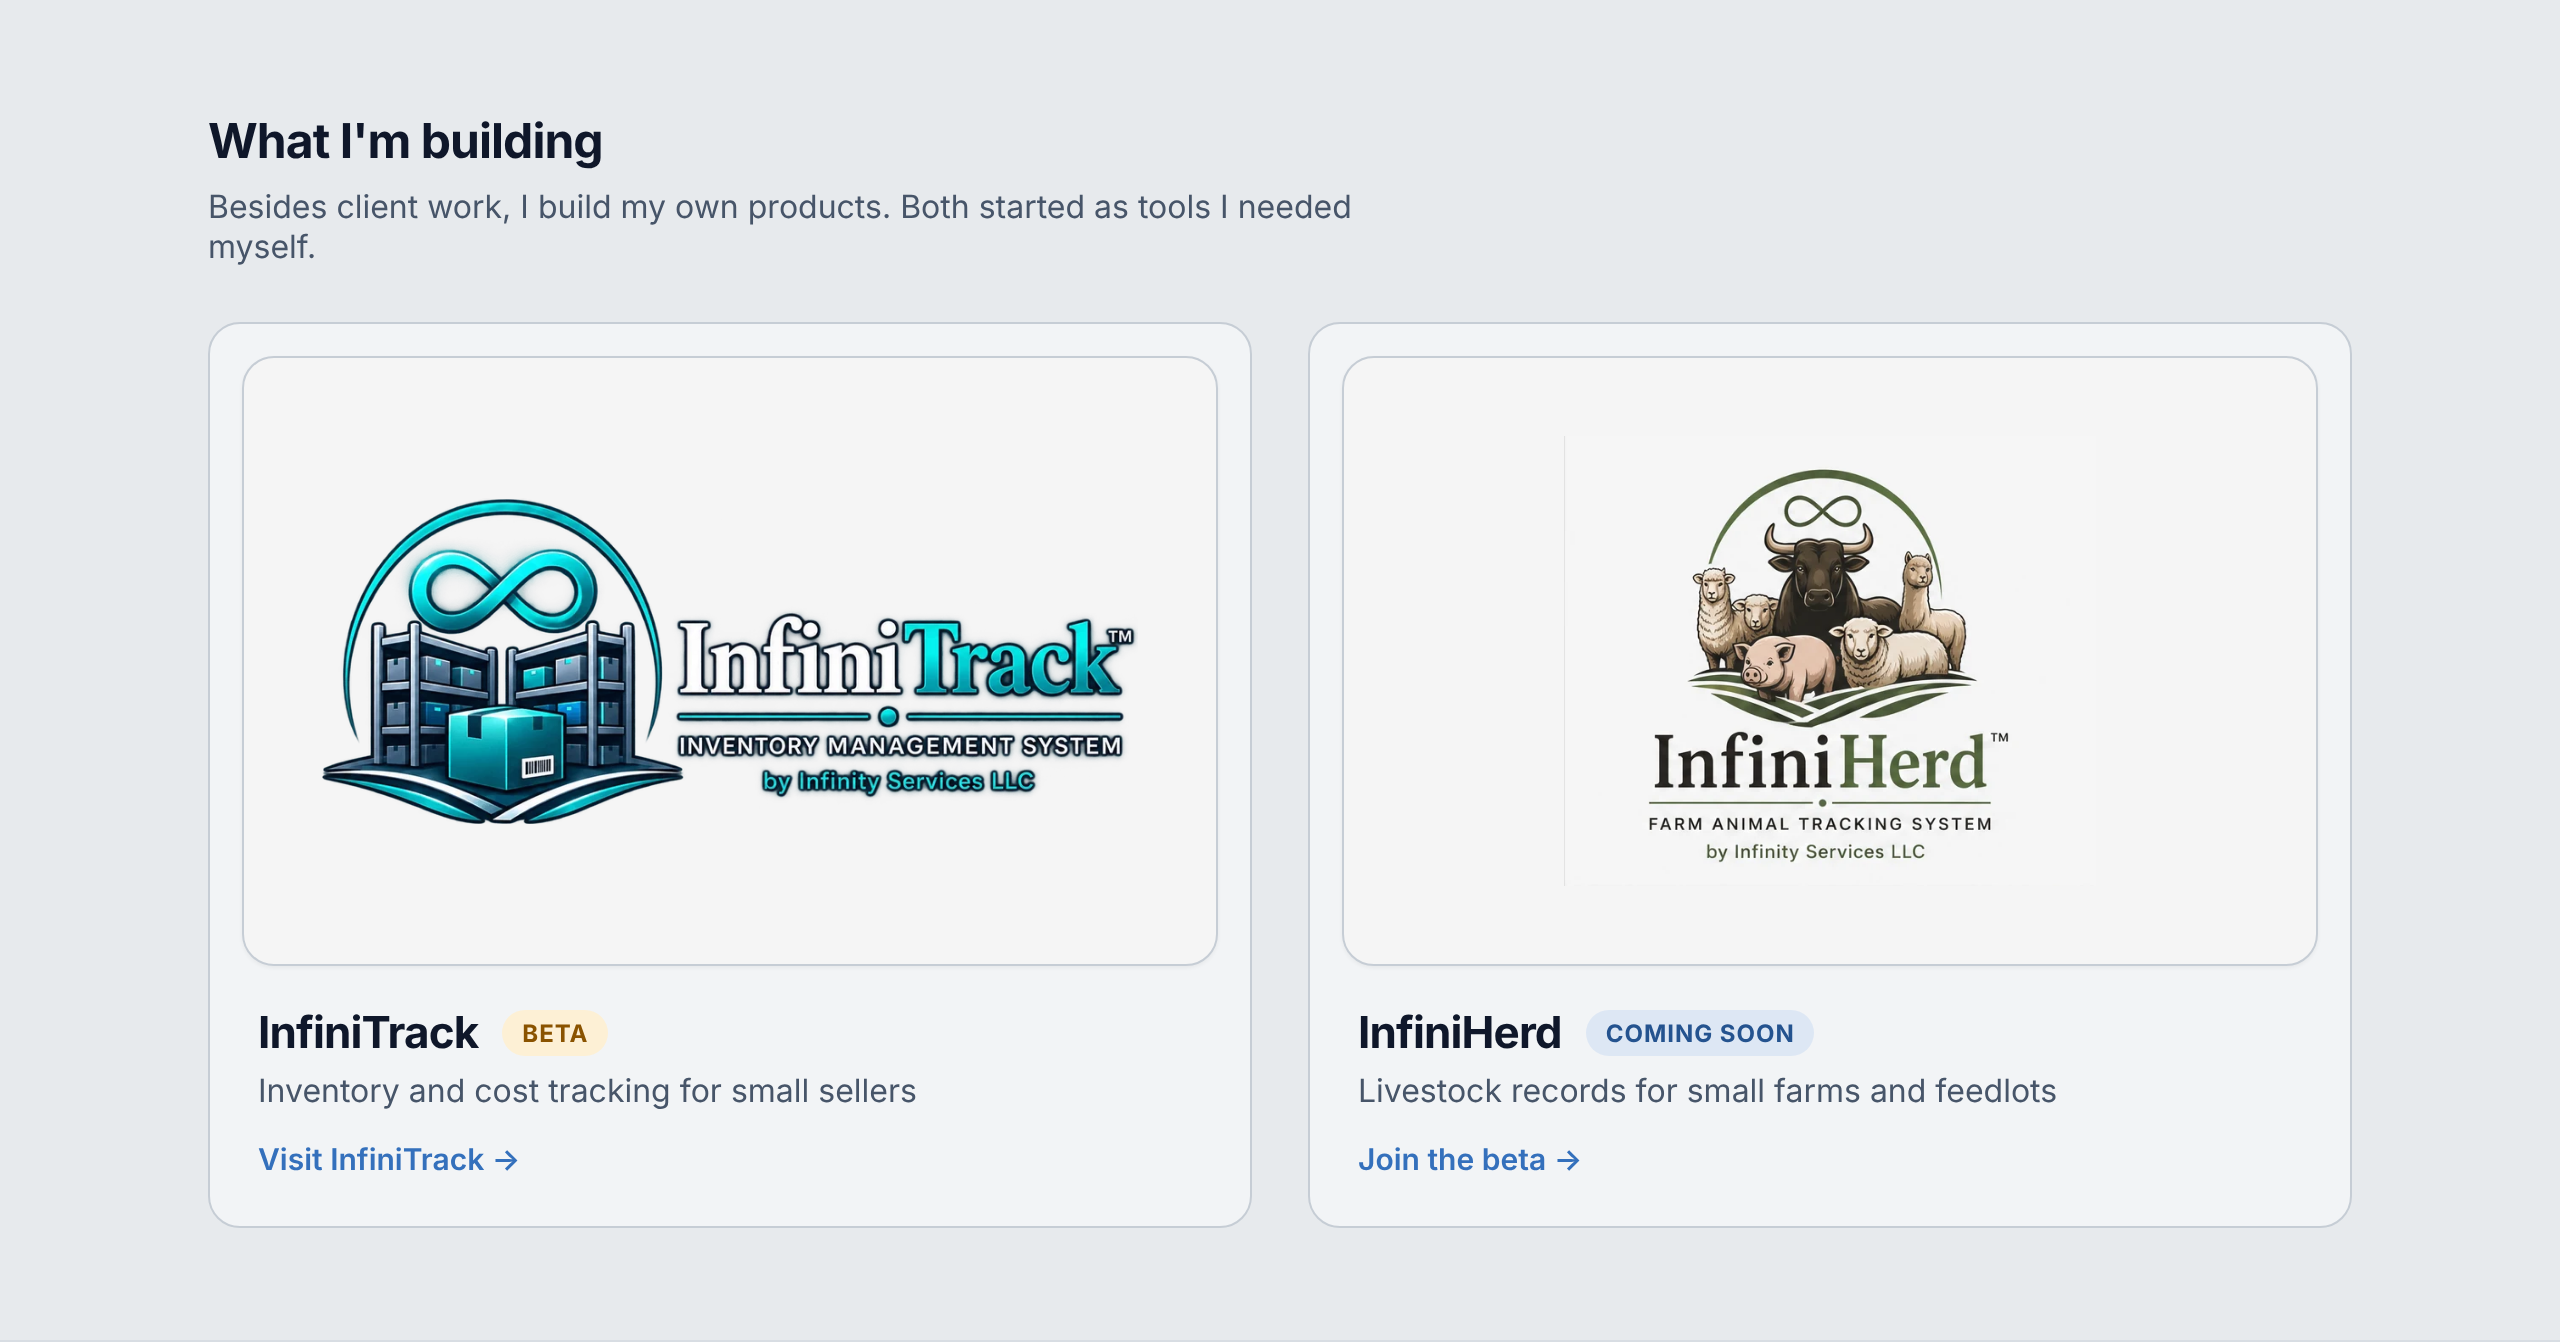 What I'm building
Besides client work, I build my own products. Both started as tools I needed
myself.
InfiniTrack™
INVENTORY MANAGEMENT SYSTEM
by Infinity Services LLC
InfiniTrack BETA
Inventory and cost tracking for small sellers
Visit InfiniTrack →
InfiniHerd™
FARM ANIMAL TRACKING SYSTEM
by Infinity Services LLC
InfiniHerd COMING SOON
Livestock records for small farms and feedlots
Join the beta →